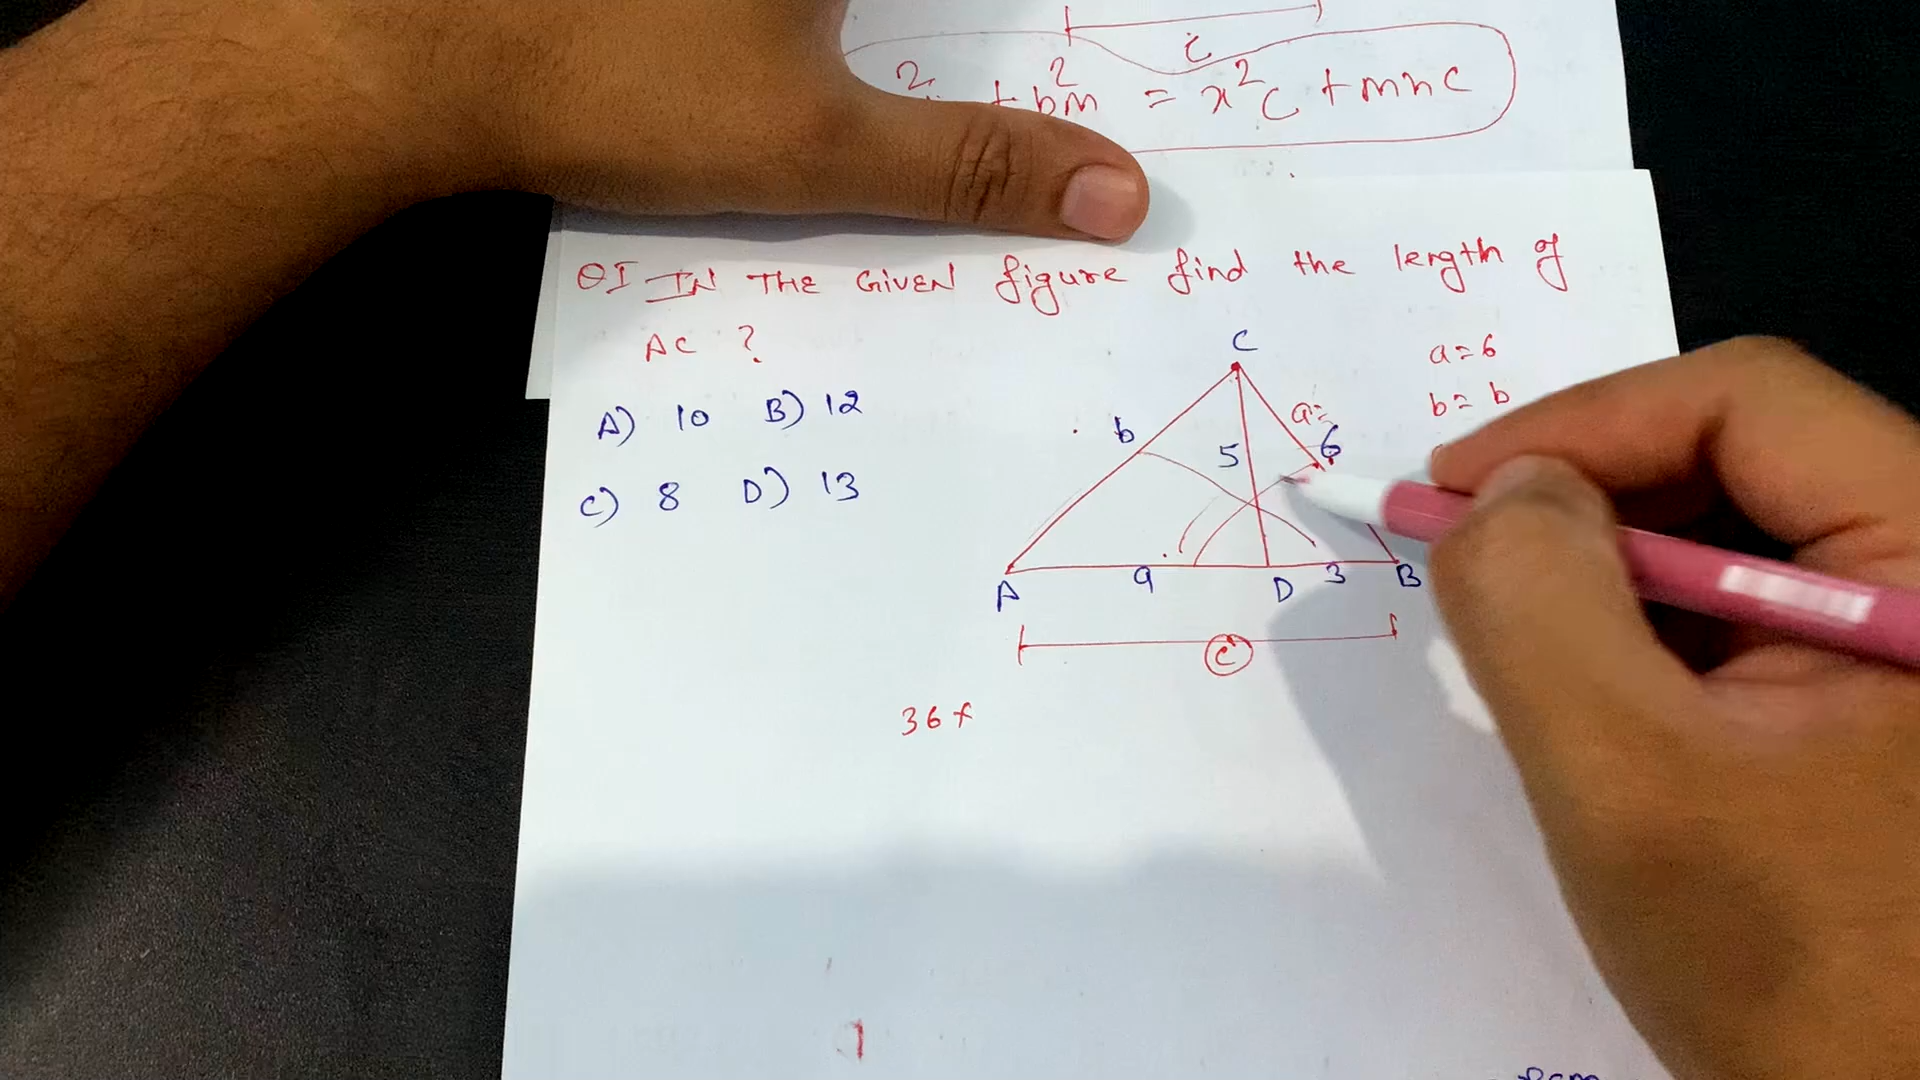 c
2 + b²m = x²c + mnc
Q1 IN THE GIVEN figure find the length of
AC ?
A) 10 B) 12
C) 8 D) 13
C
a=6
b=b
b
5
a=
6
A
9
D
3
B
c
36×